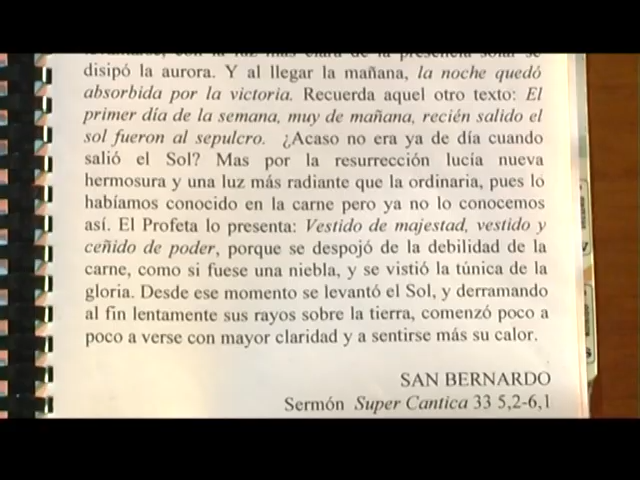 disipó la aurora. Y al llegar la mañana, la noche quedó
absorbida por la victoria. Recuerda aquel otro texto: El
primer día de la semana, muy de mañana, recién salido el
sol fueron al sepulcro. ¿Acaso no era ya de día cuando
salió el Sol? Mas por la resurrección lucía nueva
hermosura y una luz más radiante que la ordinaria, pues lo
habíamos conocido en la carne pero ya no lo conocemos
así. El Profeta lo presenta: Vestido de majestad, vestido y
ceñido de poder, porque se despojó de la debilidad de la
carne, como si fuese una niebla, y se vistió la túnica de la
gloria. Desde ese momento se levantó el Sol, y derramando
al fin lentamente sus rayos sobre la tierra, comenzó poco a
poco a verse con mayor claridad y a sentirse más su calor.
SAN BERNARDO
Sermón Super Cantica 33 5,2-6,1